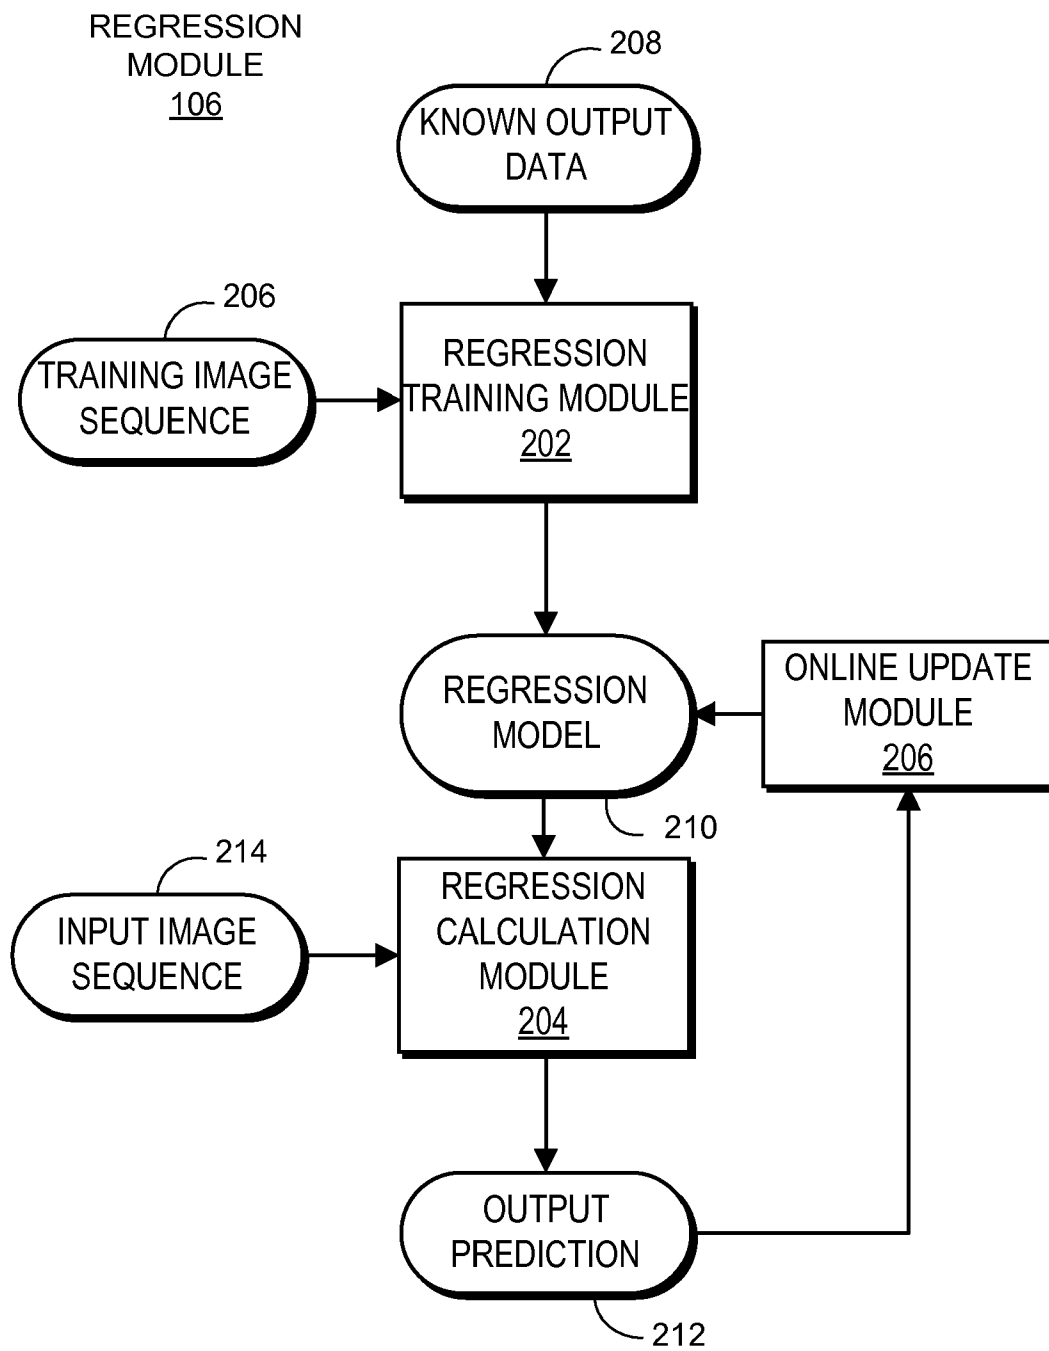 REGRESSION
MODULE
106
208
KNOWN OUTPUT
DATA
206
TRAINING IMAGE
SEQUENCE
REGRESSION
TRAINING MODULE
202
REGRESSION
MODEL
210
ONLINE UPDATE
MODULE
206
214
INPUT IMAGE
SEQUENCE
REGRESSION
CALCULATION
MODULE
204
OUTPUT
PREDICTION
212